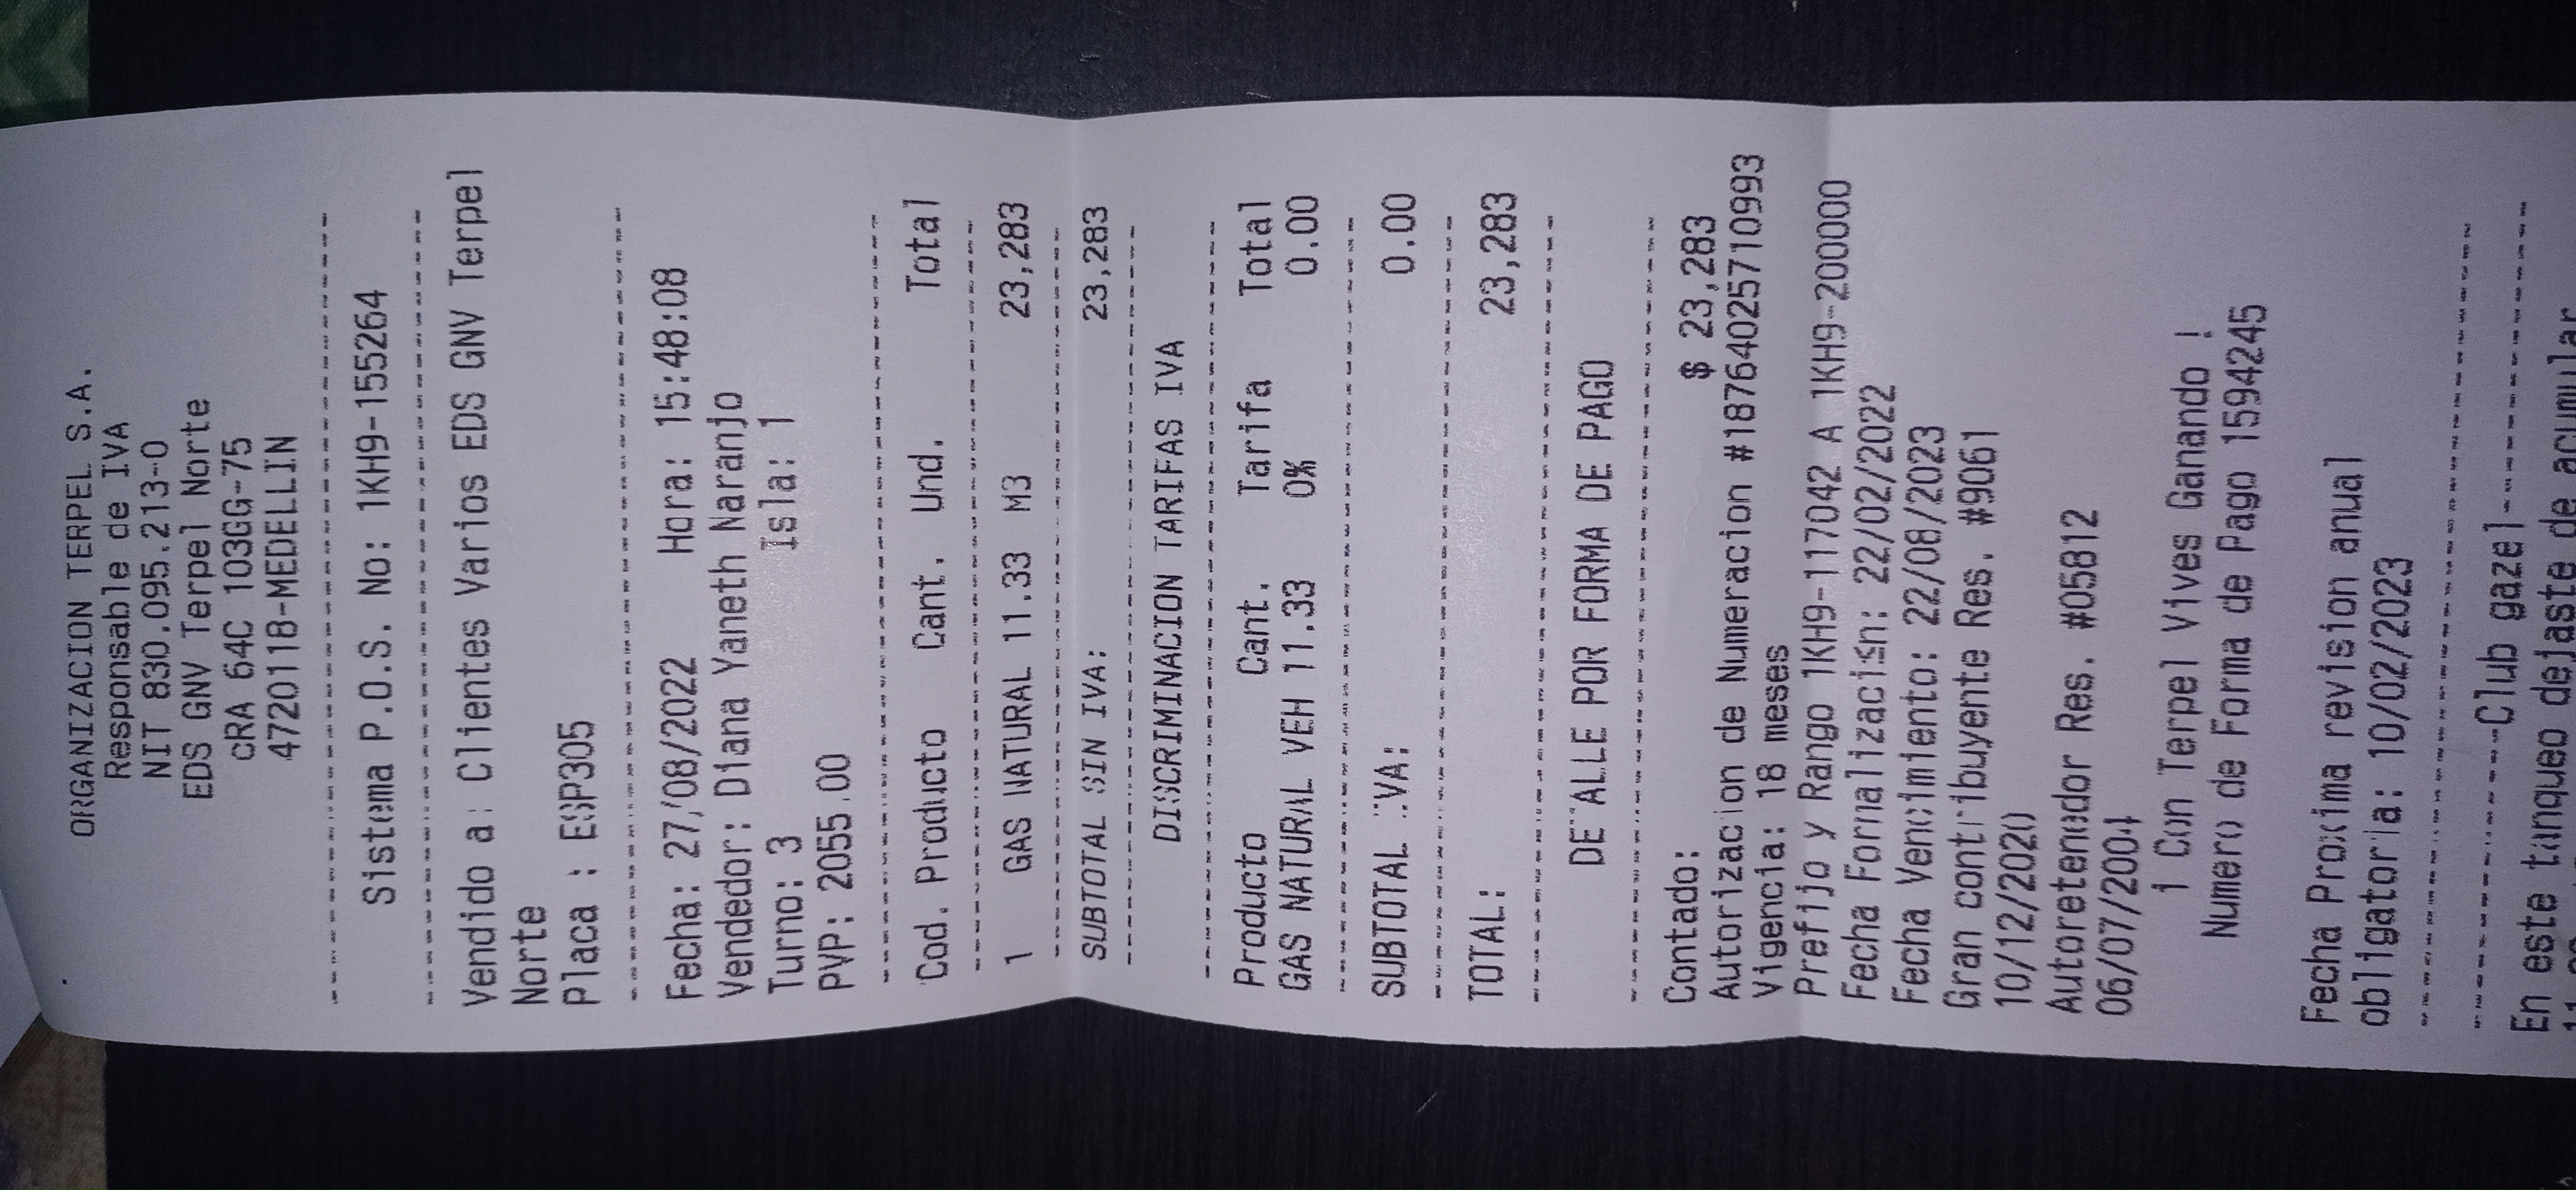 ORGANIZACION TERPEL S.A.
Responsable de IVA
NIT 830.095.213-0
EDS GNV Terpel Norte
CRA 64C 103GG-75
4720118-MEDELLIN
Sistema P.O.S. No: 1KH9-155264
Vendido a: Clientes Varios EDS GNV Terpel
Norte
Placa : ESP305
Fecha: 27/08/2022 Hora: 15:48:08
Vendedor: Diana Yaneth Naranjo
Turno: 3 Isla: 1
PVP: 2055.00
Cod. Producto Cant. Und. Total
1 GAS NATURAL 11.33 M3 23,283
SUBTOTAL SIN IVA: 23,283
DISCRIMINACION TARIFAS IVA
Producto Cant. Tarifa Total
GAS NATURAL VEH 11.33 0% 0.00
SUBTOTAL IVA: 0.00
TOTAL: 23,283
DETALLE POR FORMA DE PAGO
Contado: $ 23,283
Autorizacion de Numeracion #18764025710993
Vigencia: 18 meses
Prefijo y Rango 1KH9-117042 A 1KH9-200000
Fecha Formalizacisn: 22/02/2022
Fecha Vencimiento: 22/08/2023
Gran contribuyente Res. #9061
10/12/2020
Autoretenedor Res. #05812
06/07/2004
¡ Con Terpel Vives Ganando !
Numero de Forma de Pago 1594245
Fecha Proxima revision anual
obligatoria: 10/02/2023
--------Club gazel--------
En este tanqueo dejaste de acumular